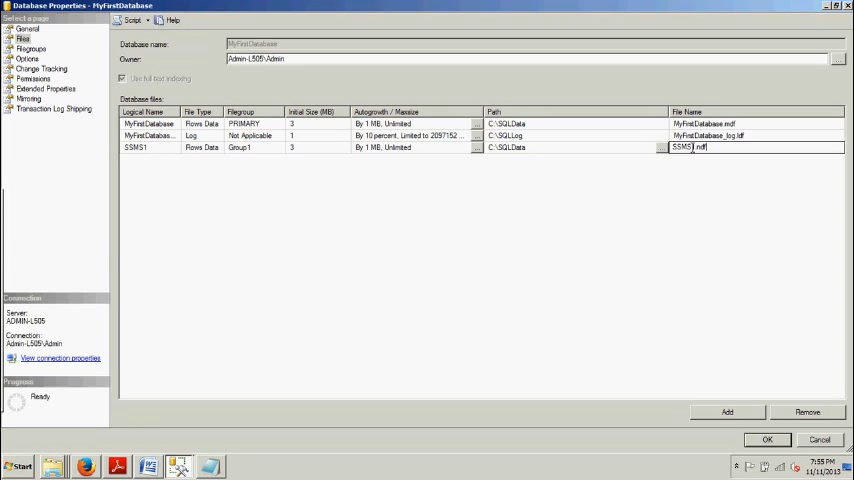 Database Properties - MyFirstDatabase
Select a page
General
Files
Filegroups
Options
Change Tracking
Permissions
Extended Properties
Mirroring
Transaction Log Shipping
Script
Help
Database name:
MyFirstDatabase
Owner:
Admin-L505\Admin
Use full-text indexing
Database files:
Logical Name File Type Filegroup Initial Size (MB) Autogrowth / Maxsize Path File Name
MyFirstDatabase Rows Data PRIMARY 3 By 1 MB, Unlimited ... C:\SQLData MyFirstDatabase.mdf
MyFirstDatabas... Log Not Applicable 1 By 10 percent, Limited to 2097152 ... ... C:\SQLLog MyFirstDatabase_log.ldf
SSMS1 Rows Data Group1 3 By 1 MB, Unlimited ... C:\SQLData ... SSMS1.ndf
Connection
Server:
ADMIN-L505
Connection:
Admin-L505\Admin
View connection properties
Progress
Ready
Add
Remove
OK
Cancel
Start
7:55 PM
11/11/2013